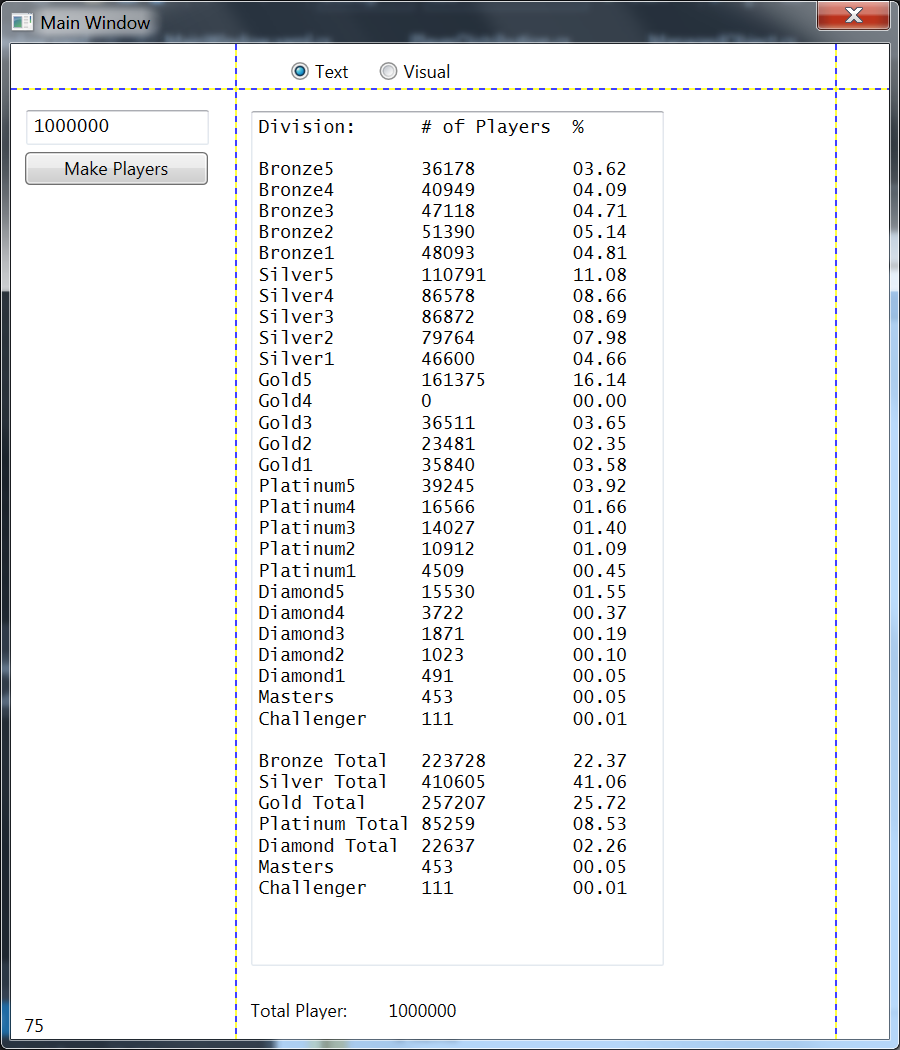 Main Window
Text Visual
1000000
Make Players
Division: # of Players %
Bronze5 36178 03.62
Bronze4 40949 04.09
Bronze3 47118 04.71
Bronze2 51390 05.14
Bronze1 48093 04.81
Silver5 110791 11.08
Silver4 86578 08.66
Silver3 86872 08.69
Silver2 79764 07.98
Silver1 46600 04.66
Gold5 161375 16.14
Gold4 0 00.00
Gold3 36511 03.65
Gold2 23481 02.35
Gold1 35840 03.58
Platinum5 39245 03.92
Platinum4 16566 01.66
Platinum3 14027 01.40
Platinum2 10912 01.09
Platinum1 4509 00.45
Diamond5 15530 01.55
Diamond4 3722 00.37
Diamond3 1871 00.19
Diamond2 1023 00.10
Diamond1 491 00.05
Masters 453 00.05
Challenger 111 00.01
Bronze Total 223728 22.37
Silver Total 410605 41.06
Gold Total 257207 25.72
Platinum Total 85259 08.53
Diamond Total 22637 02.26
Masters 453 00.05
Challenger 111 00.01
Total Player: 1000000
75